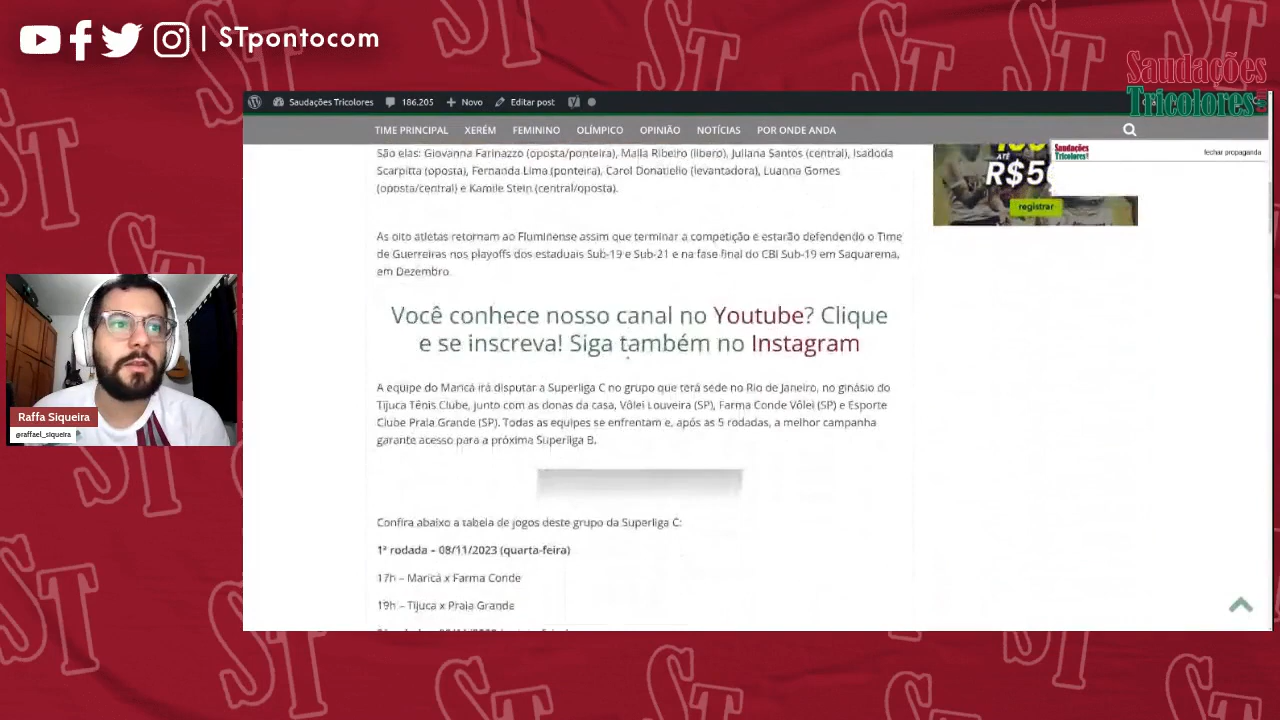 | STpontocom
Saudações
Tricolores
Saudações Tricolores 186.205 Novo Editar post
TIME PRINCIPAL XERÉM FEMININO OLÍMPICO OPINIÃO NOTÍCIAS POR ONDE ANDA
São elas: Giovanna Farinazzo (oposta/ponteira), Malla Ribeiro (líbero), Juliana Santos (central), Isadoda
Scarpitta (oposta), Fernanda Lima (ponteira), Carol Donatiello (levantadora), Luanna Gomes
(oposta/central) e Kamile Stein (central/oposta).
ATÉ
R$50
registrar
Saudações
Tricolores
fechar propaganda
As oito atletas retornam ao Fluminense assim que terminar a competição e estarão defendendo o Time
de Guerreiras nos playoffs dos estaduais Sub-19 e Sub-21 e na fase final do CBI Sub-19 em Saquarema,
em Dezembro.
Você conhece nosso canal no Youtube? Clique
e se inscreva! Siga também no Instagram
A equipe do Maricá irá disputar a Superliga C no grupo que terá sede no Rio de Janeiro, no ginásio do
Tijuca Tênis Clube, junto com as donas da casa, Vôlei Louveira (SP), Farma Conde Vôlei (SP) e Esporte
Clube Praia Grande (SP). Todas as equipes se enfrentam e, após as 5 rodadas, a melhor campanha
garante acesso para a próxima Superliga B.
Confira abaixo a tabela de jogos deste grupo da Superliga C:
1ª rodada – 08/11/2023 (quarta-feira)
17h – Maricá x Farma Conde
19h – Tijuca x Praia Grande
Raffa Siqueira
@raffael_siqueira